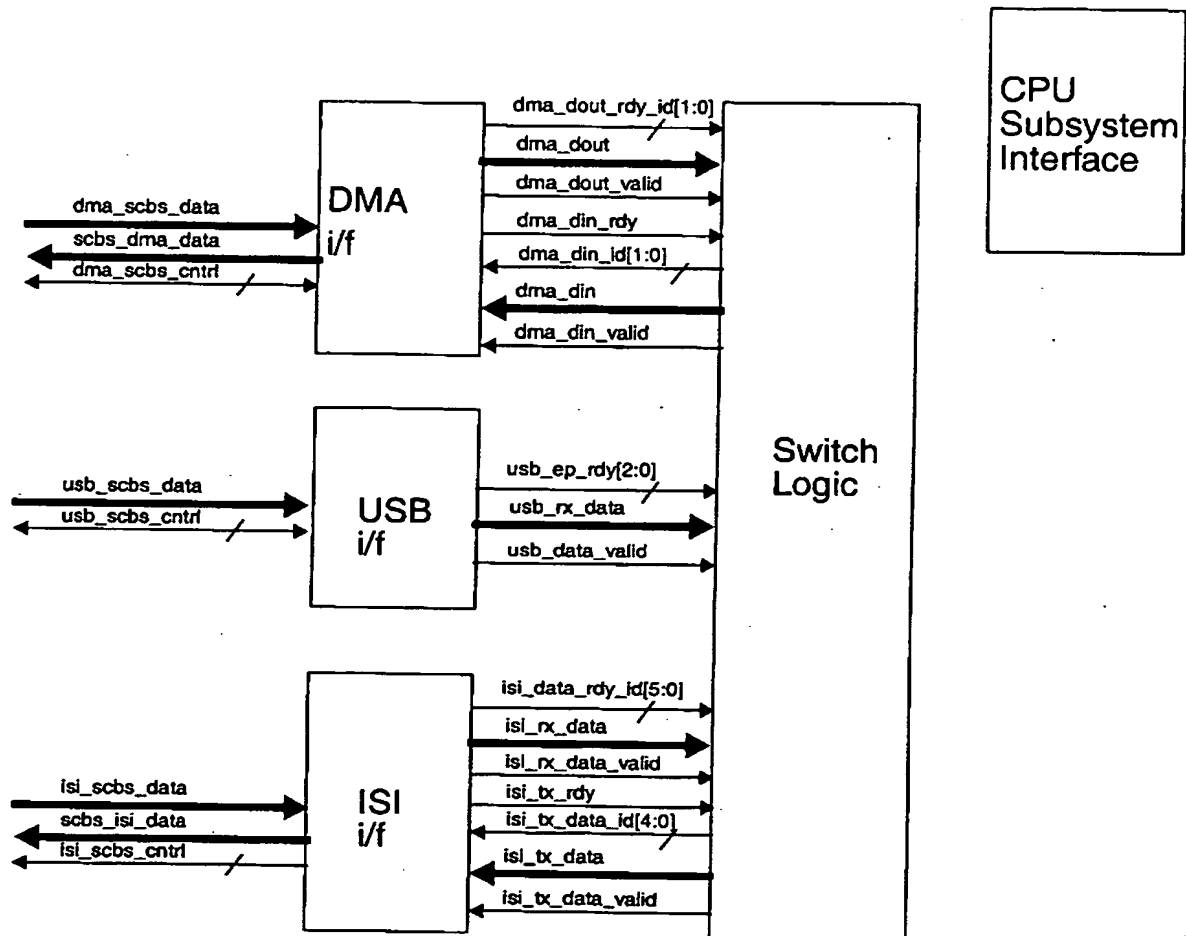 CPU
Subsystem
Interface
dma_dout_rdy_id[1:0]
dma_dout
dma_dout_valid
dma_din_rdy
dma_din_id[1:0]
dma_din
dma_din_valid
DMA
i/f
dma_scbs_data
scbs_dma_data
dma_scbs_cntrl
Switch
Logic
usb_ep_rdy[2:0]
usb_rx_data
usb_data_valid
USB
i/f
usb_scbs_data
usb_scbs_cntrl
isi_data_rdy_id[5:0]
isi_rx_data
isi_rx_data_valid
isi_tx_rdy
isi_tx_data_id[4:0]
isi_tx_data
isi_tx_data_valid
ISI
i/f
isi_scbs_data
scbs_isi_data
isi_scbs_cntrl